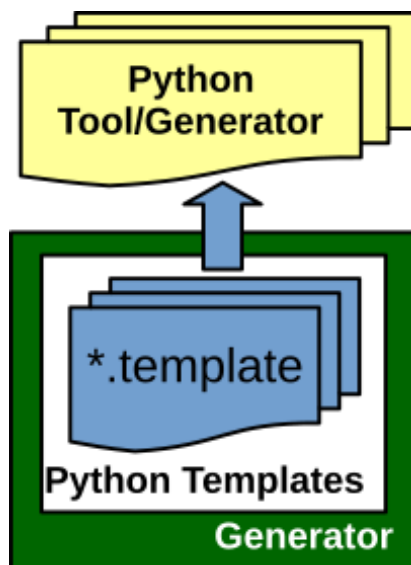 Python
Tool/Generator
*.template
Python Templates
Generator